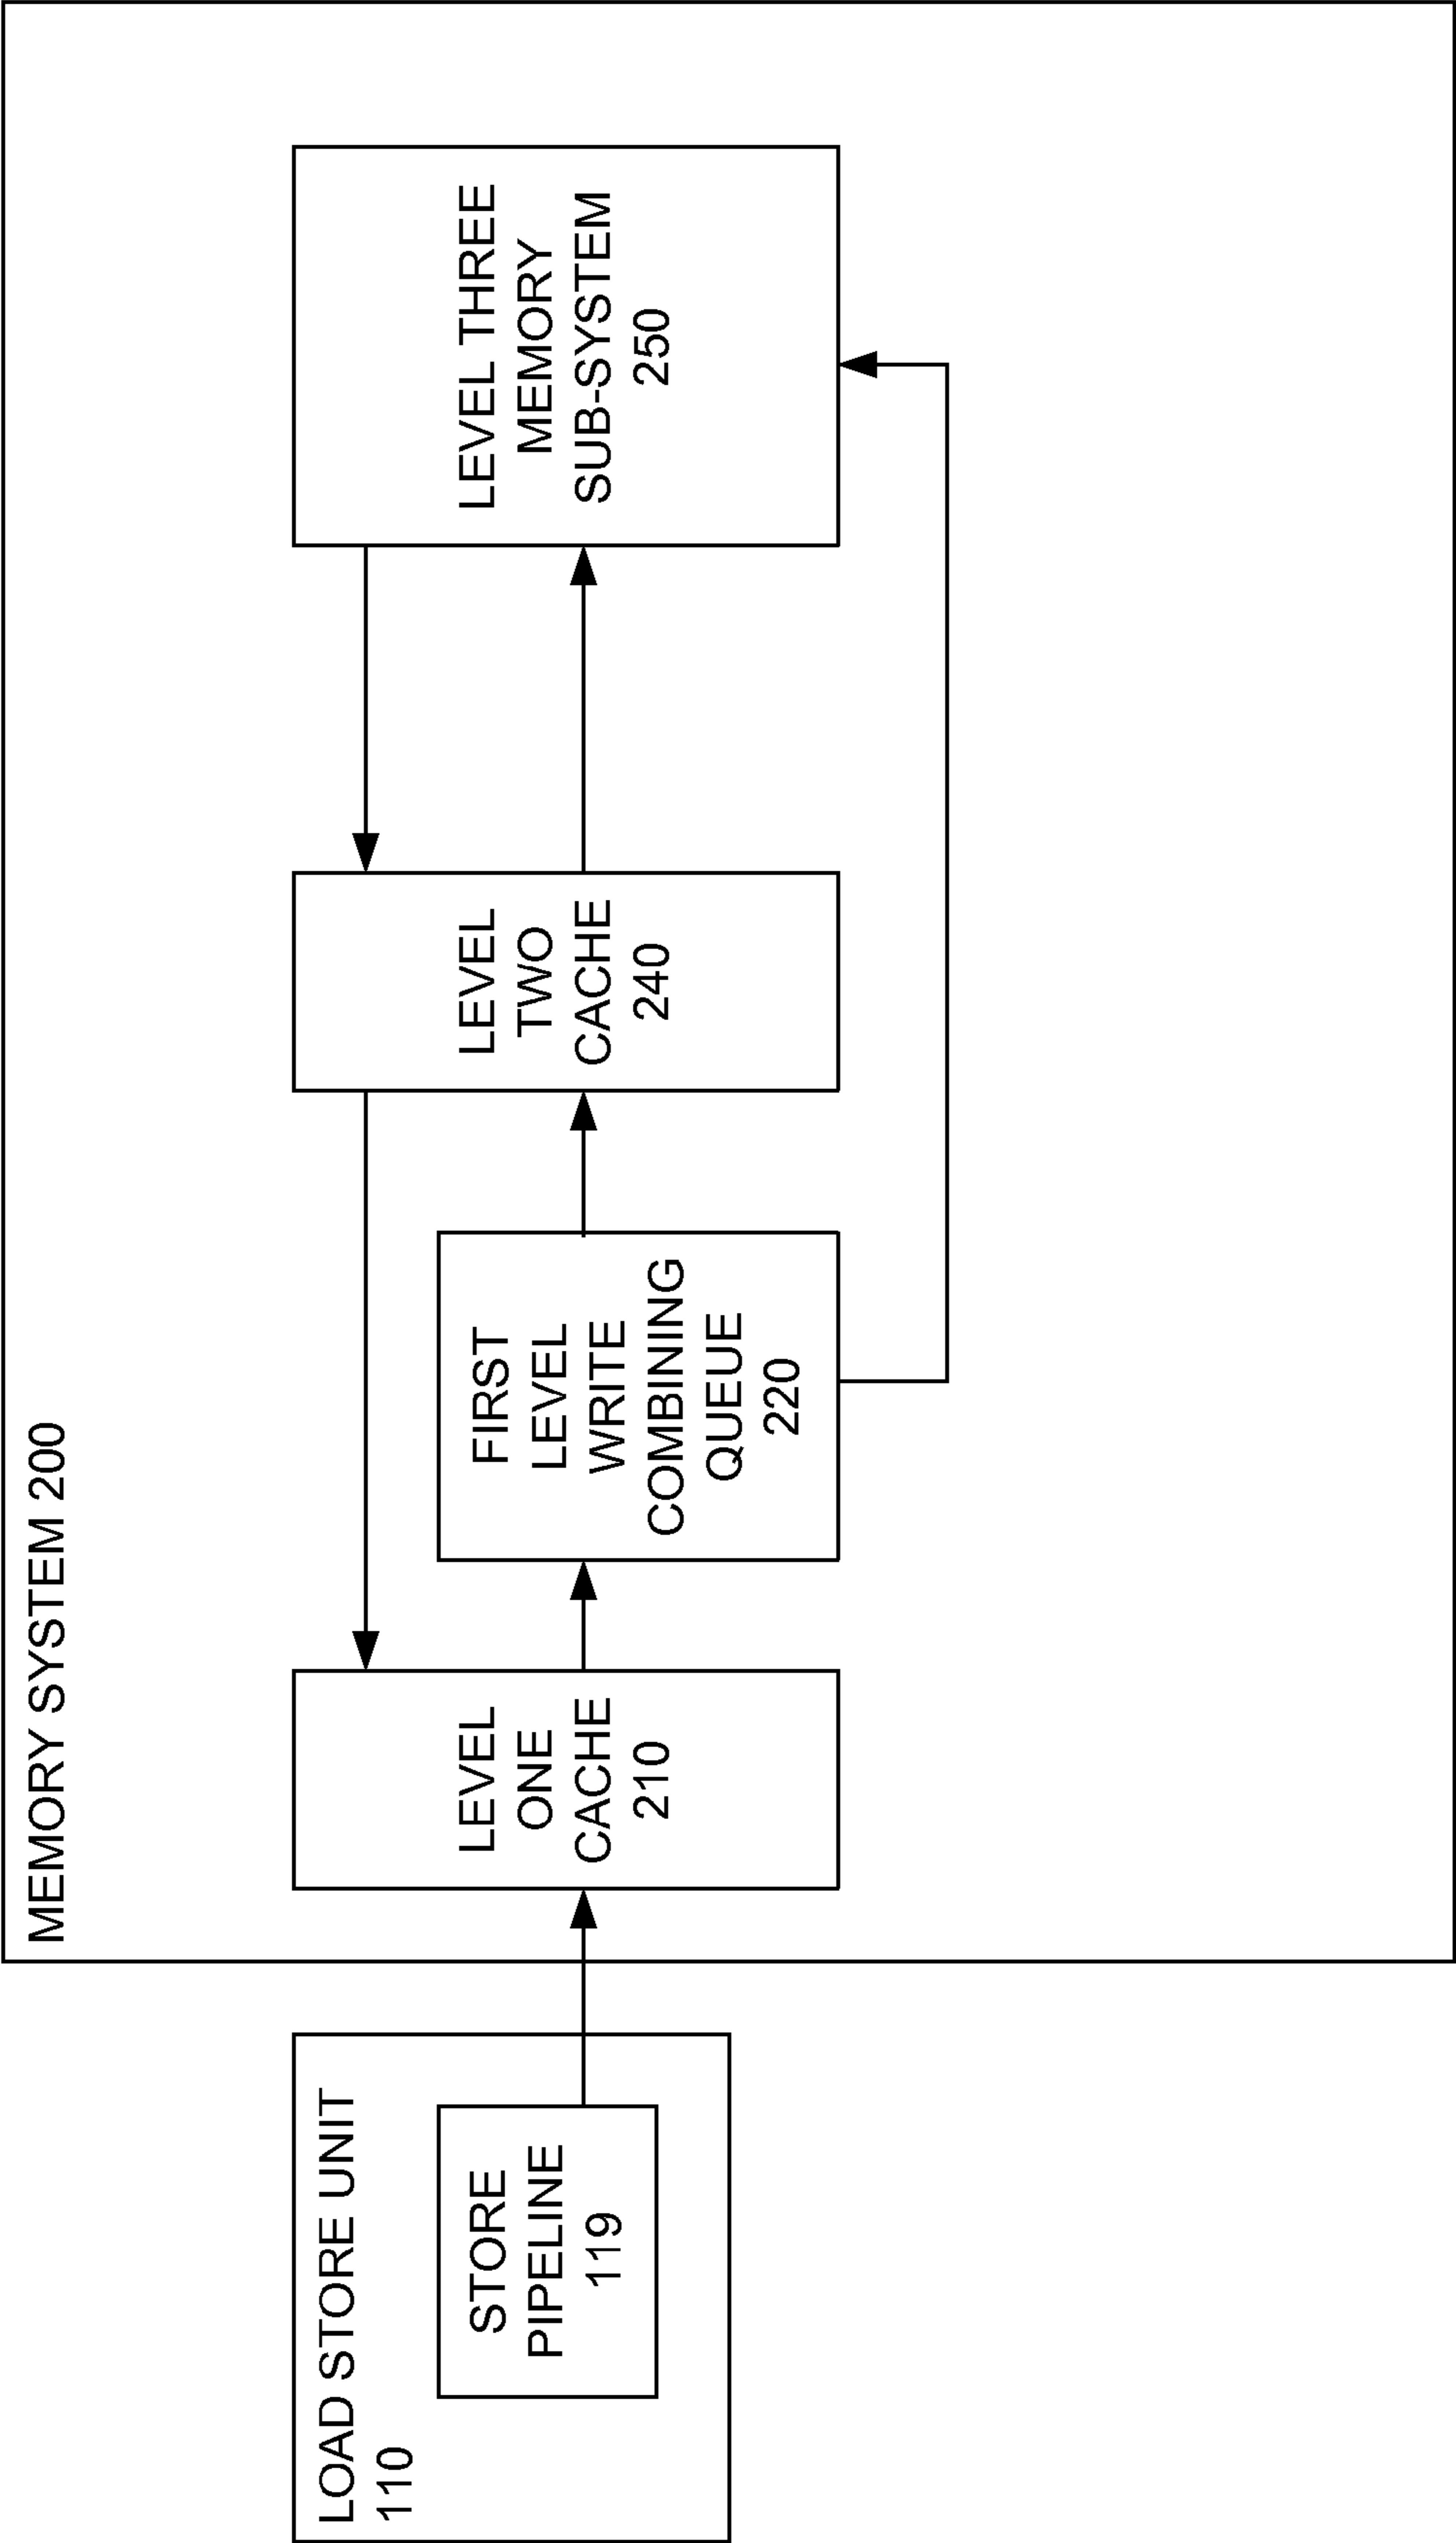 MEMORY SYSTEM 200
LOAD STORE UNIT
110
STORE
PIPELINE
119
LEVEL
ONE
CACHE
210
FIRST
LEVEL
WRITE
COMBINING
QUEUE
220
LEVEL
TWO
CACHE
240
LEVEL THREE
MEMORY
SUB-SYSTEM
250